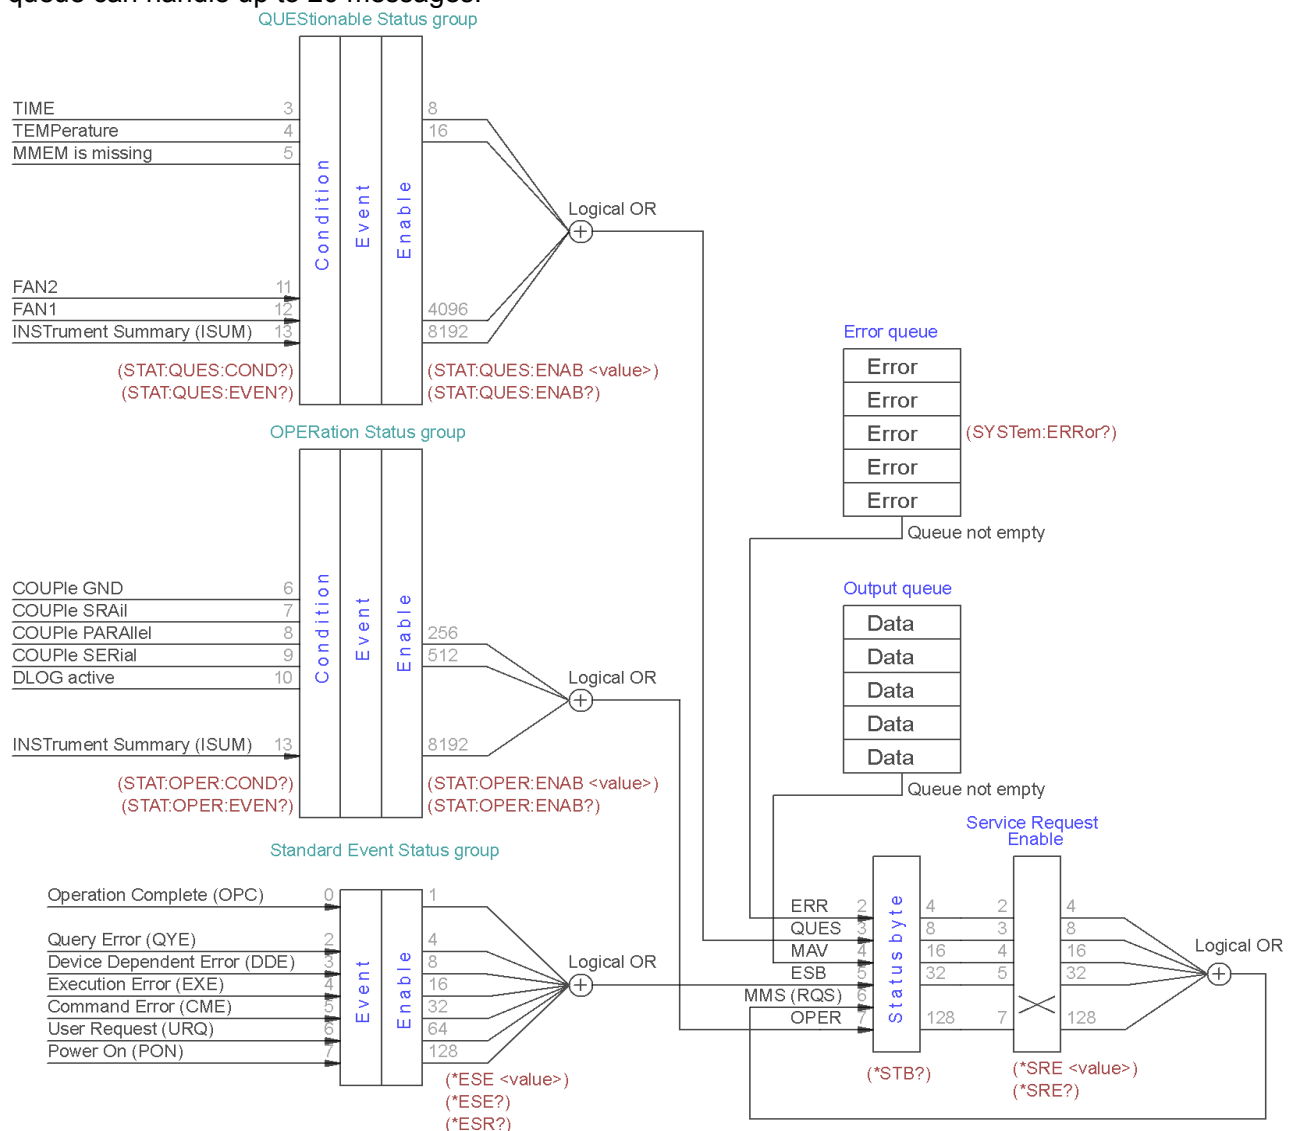 queue can handle up to 20 messages.
QUEStionable Status group
TIME 3 8
TEMPerature 4 16
MMEM is missing 5
Condition
Event
Enable
Logical OR
FAN2 11
FAN1 12 4096
INSTrument Summary (ISUM) 13 8192
(STAT:QUES:COND?) (STAT:QUES:ENAB <value>)
(STAT:QUES:EVEN?) (STAT:QUES:ENAB?)
OPERation Status group
COUPle GND 6
COUPle SRAil 7
COUPle PARAllel 8 256
COUPle SERial 9 512
DLOG active 10
Condition
Event
Enable
Logical OR
INSTrument Summary (ISUM) 13 8192
(STAT:OPER:COND?) (STAT:OPER:ENAB <value>)
(STAT:OPER:EVEN?) (STAT:OPER:ENAB?)
Standard Event Status group
Operation Complete (OPC) 0 1
Query Error (QYE) 2 4
Device Dependent Error (DDE) 3 8
Execution Error (EXE) 4 16
Command Error (CME) 5 32
User Request (URQ) 6 64
Power On (PON) 7 128
Event
Enable
Logical OR
(*ESE <value>)
(*ESE?)
(*ESR?)
Error queue
Error
Error
Error (SYSTem:ERRor?)
Error
Error
Queue not empty
Output queue
Data
Data
Data
Data
Data
Queue not empty
Service Request
Enable
ERR 2 4 2 4
QUES 3 8 3 8
MAV 4 16 4 16
ESB 5 32 5 32
MMS (RQS) 6
OPER 7 128 7 128
Status byte
Logical OR
(*STB?)
(*SRE <value>)
(*SRE?)